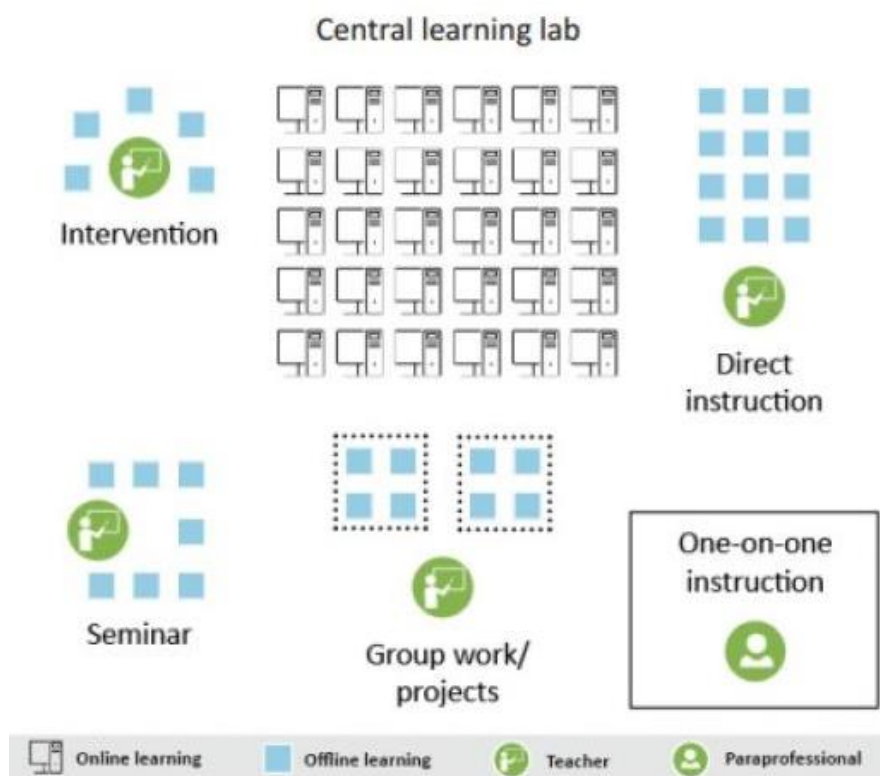 Central learning lab
Intervention
Direct
instruction
Seminar
Group work/
projects
One-on-one
instruction
Online learning
Offline learning
Teacher
Paraprofessional